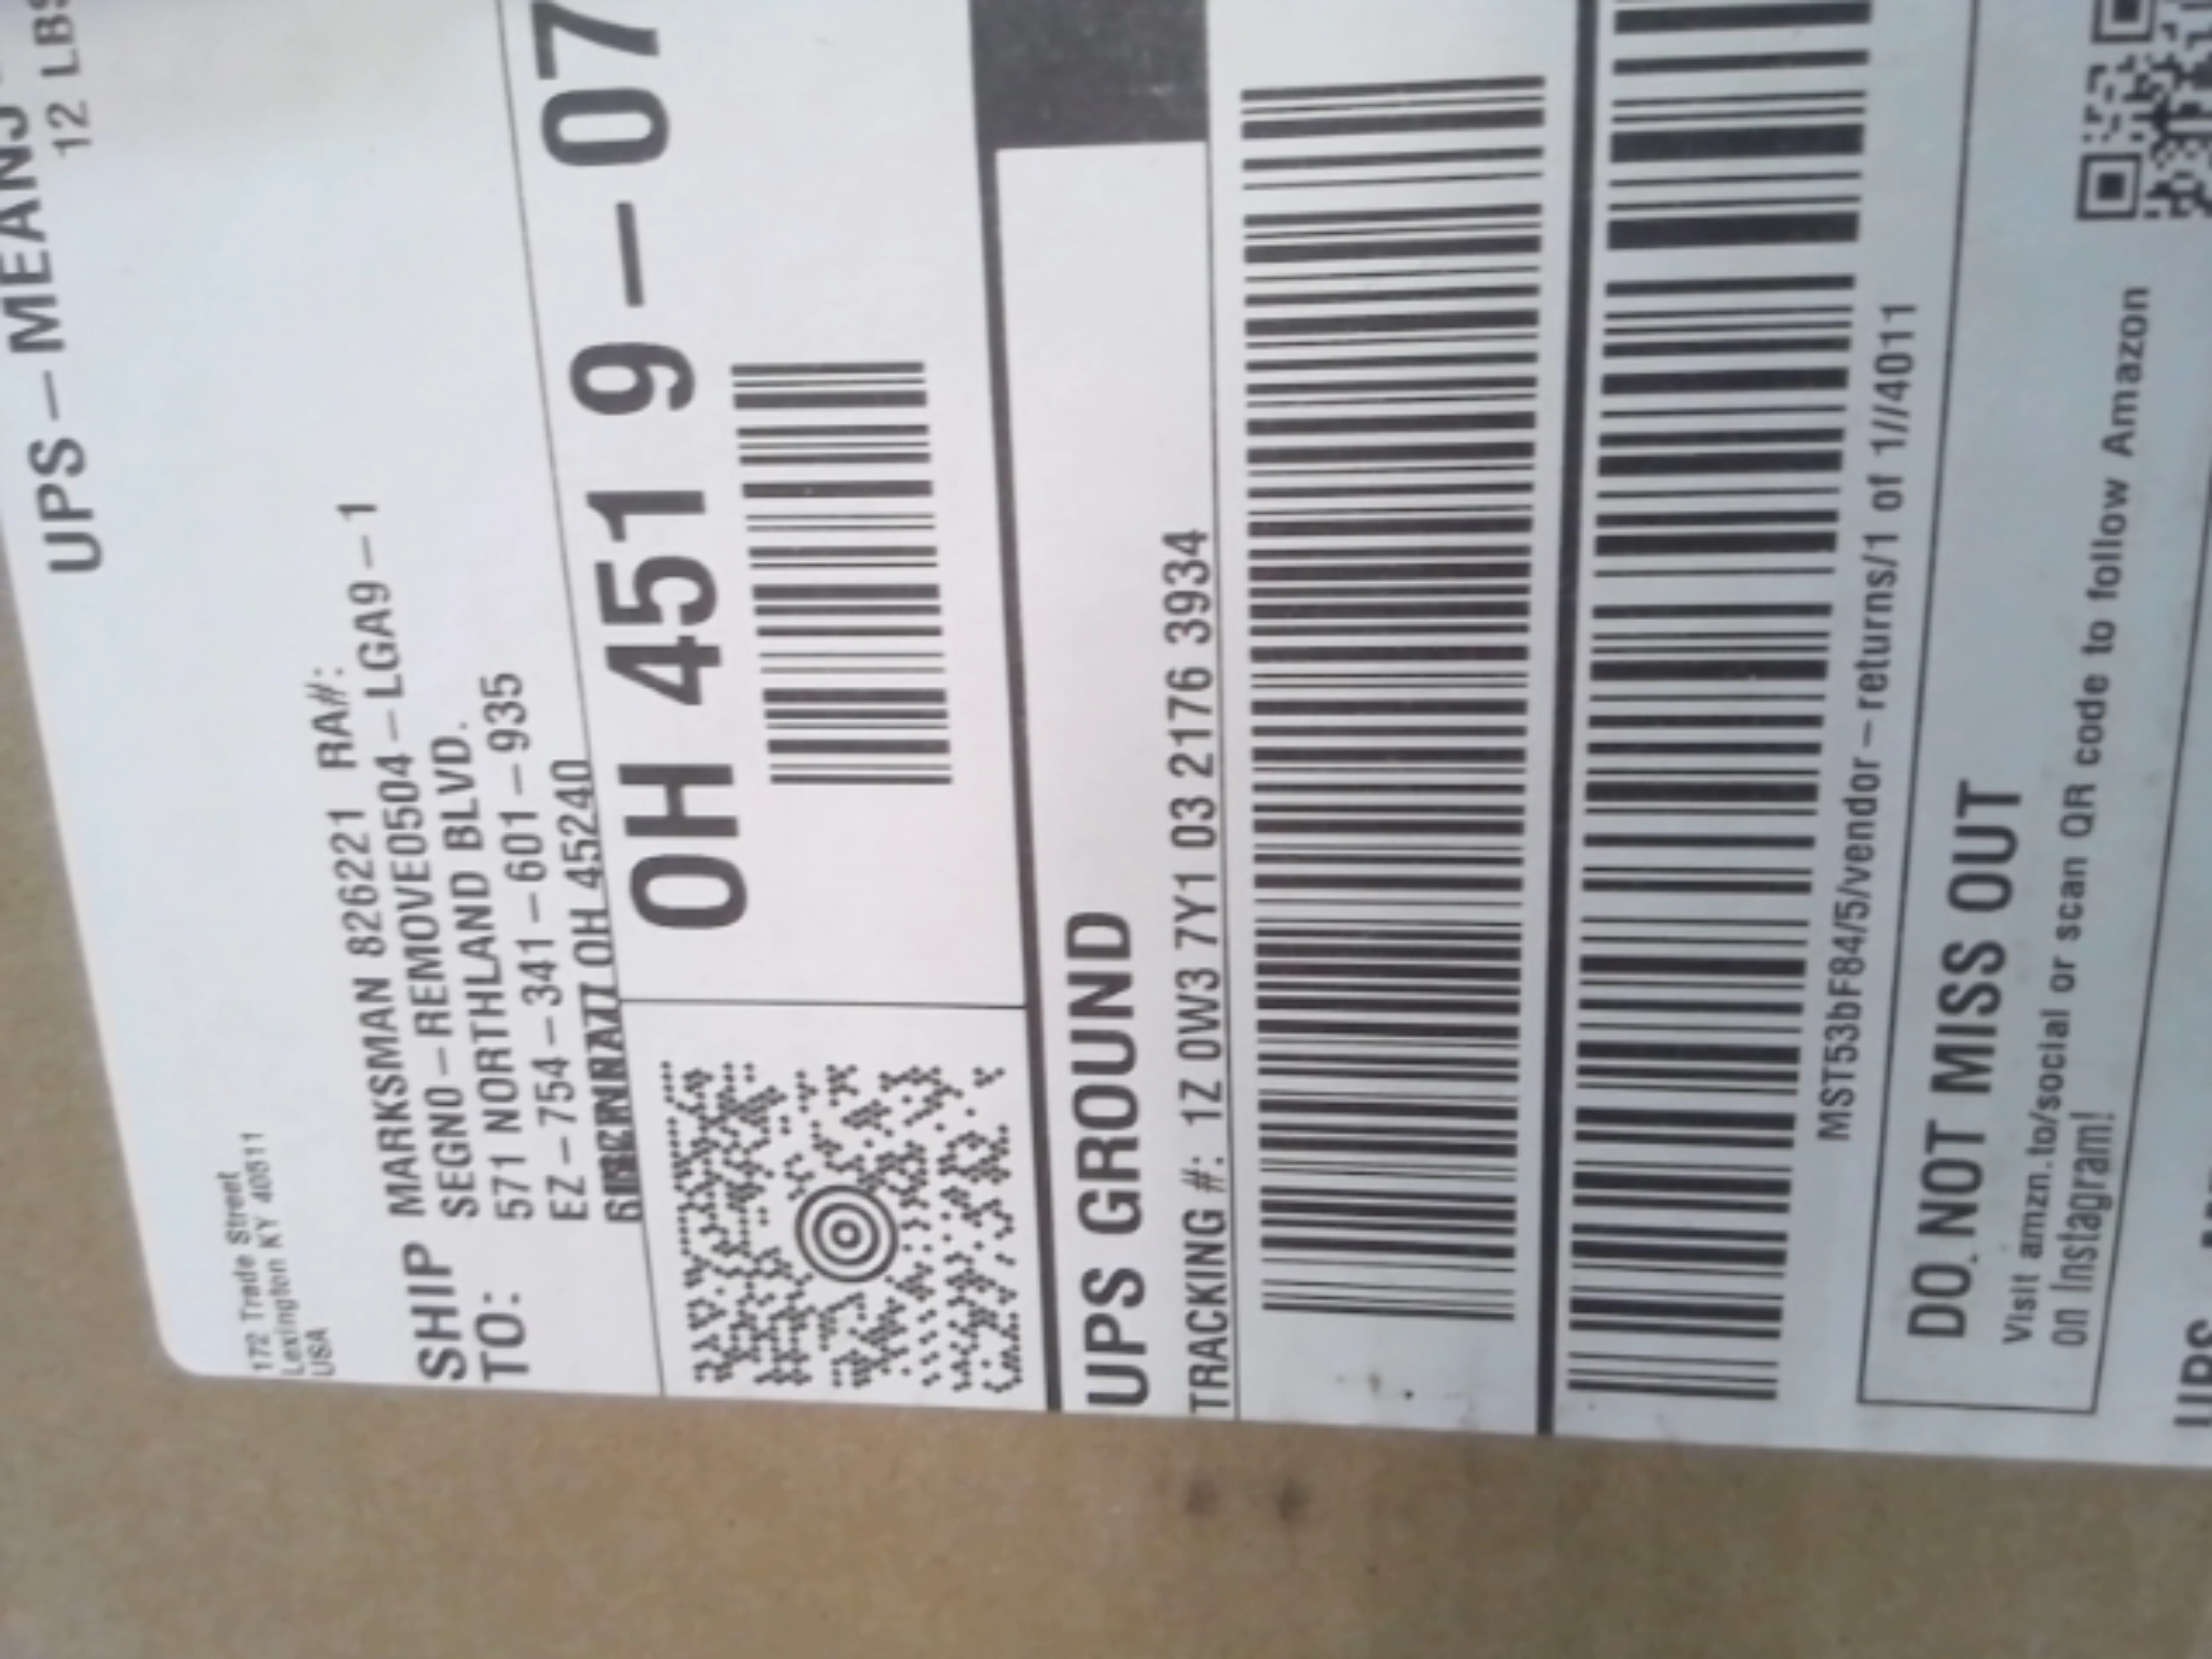 UPS – MEANJ
12 LBS
172 Trade Street
Lexington KY 40511
USA
SHIP TO:
MARKSMAN 826221 RA#:
SEGNO – REMOVE0504 – LGA9 – 1
571 NORTHLAND BLVD.
EZ – 754 – 341 – 601 – 935
OH 45240
OH 451 9 – 07
UPS GROUND
TRACKING #: 1Z 0W3 7Y1 03 2176 3934
MST53bF84/5/vendor – returns/1 of 1//4011
DO NOT MISS OUT
Visit amzn.to/social or scan QR code to follow Amazon
on Instagram!
UPS